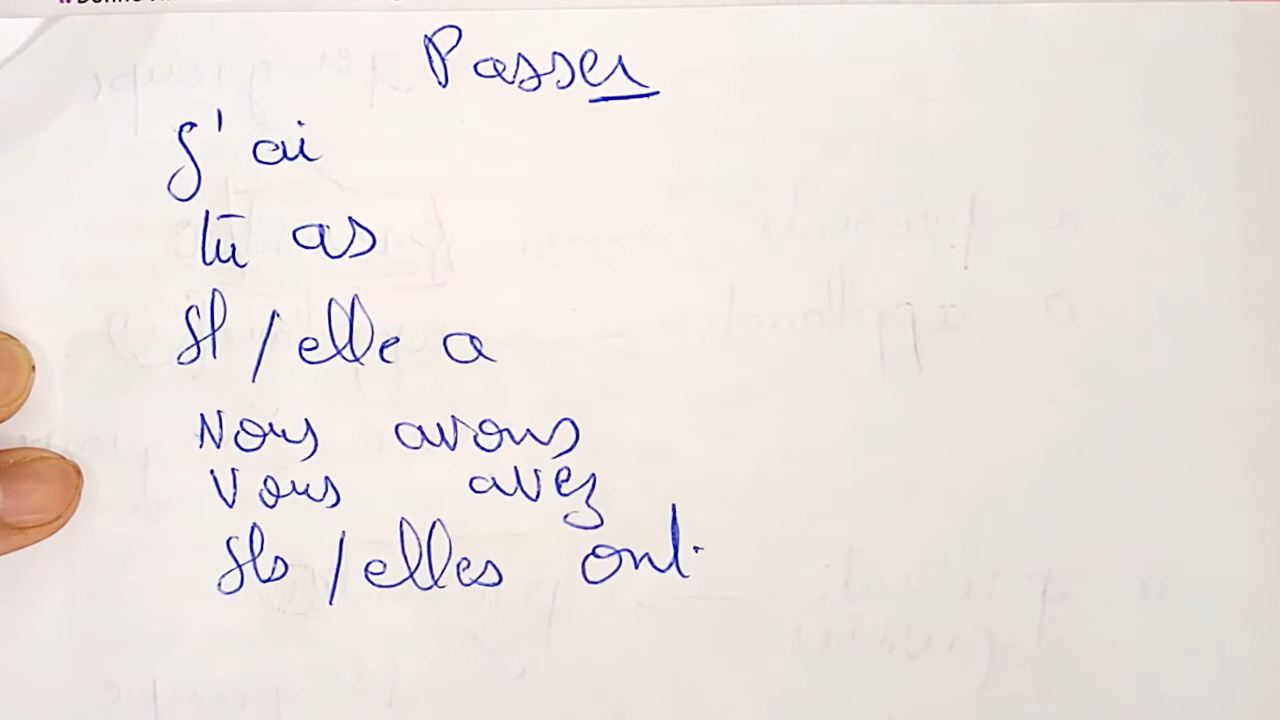 Passer
J'ai
tu as
Il / elle a
Nous avons
Vous avez
Ils / elles ont.